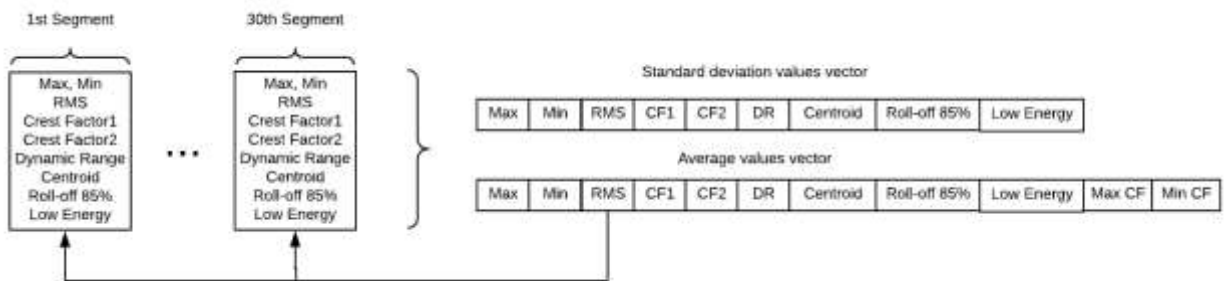 1st Segment
30th Segment
Max, Min
RMS
Crest Factor1
Crest Factor2
Dynamic Range
Centroid
Roll-off 85%
Low Energy
...
Max, Min
RMS
Crest Factor1
Crest Factor2
Dynamic Range
Centroid
Roll-off 85%
Low Energy
Standard deviation values vector
Max Min RMS CF1 CF2 DR Centroid Roll-off 85% Low Energy
Average values vector
Max Min RMS CF1 CF2 DR Centroid Roll-off 85% Low Energy Max CF Min CF